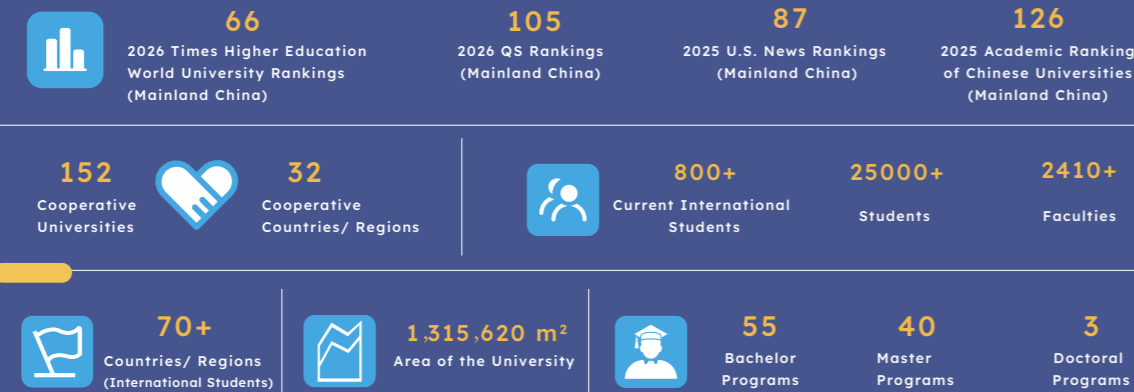 66
2026 Times Higher Education
World University Rankings
(Mainland China)
105
2026 QS Rankings
(Mainland China)
87
2025 U.S. News Rankings
(Mainland China)
126
2025 Academic Ranking
of Chinese Universities
(Mainland China)
152
Cooperative
Universities
32
Cooperative
Countries/ Regions
800+
Current International
Students
25000+
Students
2410+
Faculties
70+
Countries/ Regions
(International Students)
1,315,620 m²
Area of the University
55
Bachelor
Programs
40
Master
Programs
3
Doctoral
Programs